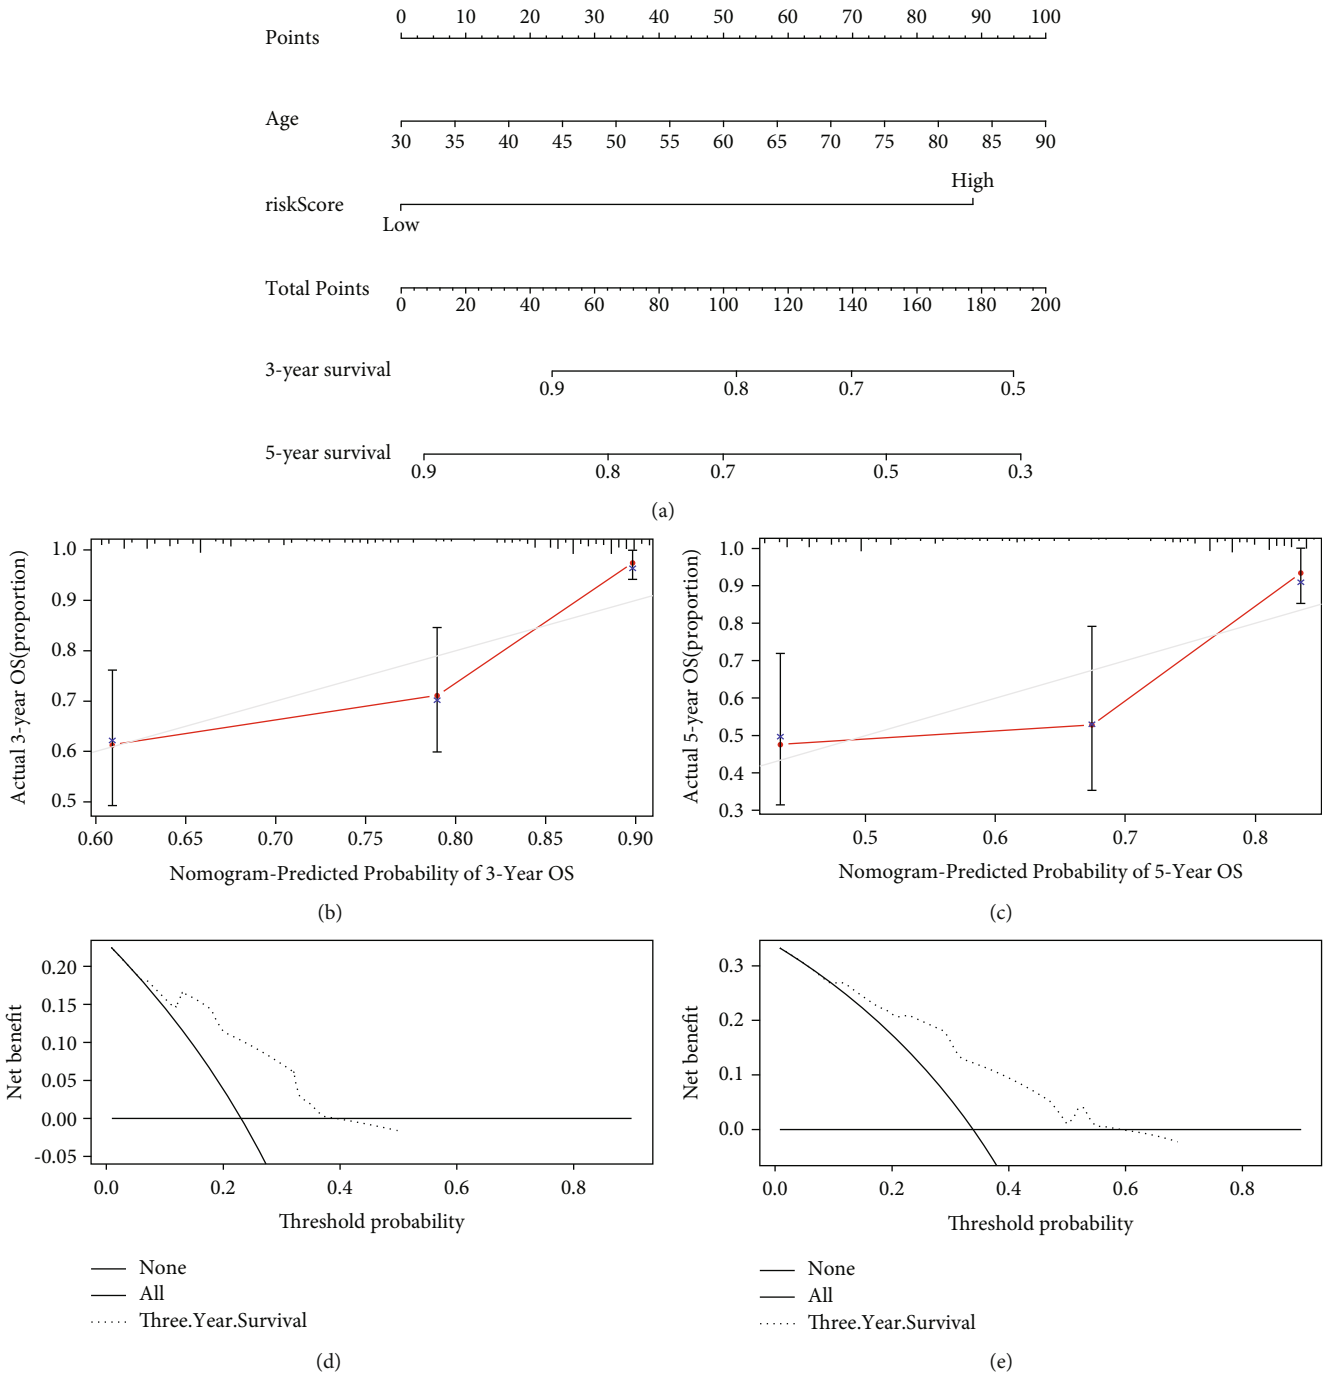 0 10 20 30 40 50 60 70 80 90 100
Points
Age
30 35 40 45 50 55 60 65 70 75 80 85 90
High
riskScore
Low
Total Points
0 20 40 60 80 100 120 140 160 180 200
3-year survival
0.9 0.8 0.7 0.5
5-year survival
0.9 0.8 0.7 0.5 0.3
(a)
Actual 3-year OS(proportion)
1.0
0.9
0.8
0.7
0.6
0.5
0.60 0.65 0.70 0.75 0.80 0.85 0.90
Nomogram-Predicted Probability of 3-Year OS
(b)
Actual 5-year OS(proportion)
1.0
0.9
0.8
0.7
0.6
0.5
0.4
0.3
0.5 0.6 0.7 0.8
Nomogram-Predicted Probability of 5-Year OS
(c)
Net benefit
0.20
0.15
0.10
0.05
0.00
-0.05
0.0 0.2 0.4 0.6 0.8
Threshold probability
None
All
Three.Year.Survival
(d)
Net benefit
0.3
0.2
0.1
0.0
0.0 0.2 0.4 0.6 0.8
Threshold probability
None
All
Three.Year.Survival
(e)